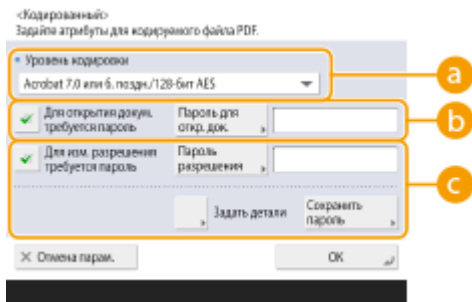 <Кодированный>
Задайте атрибуты для кодируемого файла PDF.
Уровень кодировки
Acrobat 7.0 или б. поздн./128-бит AES
a
Для открытия докум. требуется пароль
Пароль для откр. док.
b
Для изм. разрешения требуется пароль
Пароль разрешения
c
Задать детали
Сохранить пароль
Отмена парам.
OK